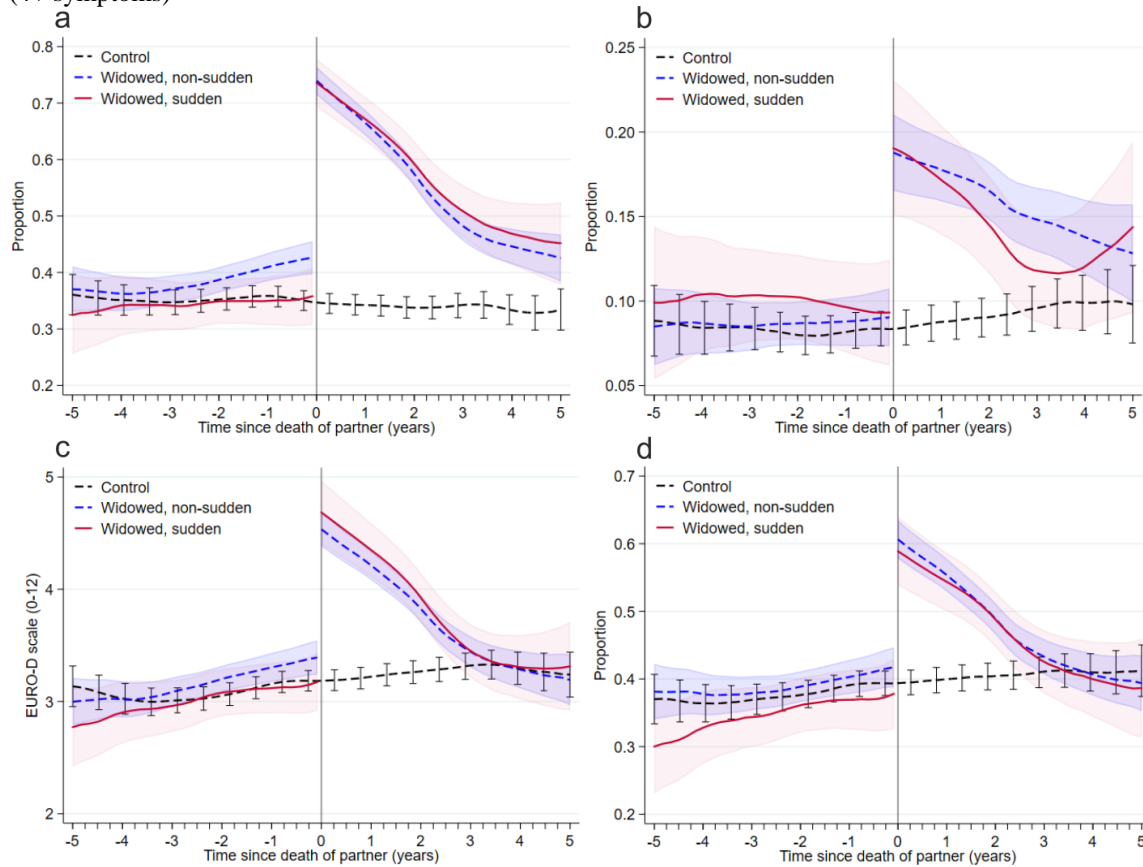 (4+ symptoms)
a
Control
Widowed, non-sudden
Widowed, sudden
Proportion
0.8
0.7
0.6
0.5
0.4
0.3
0.2
-5 -4 -3 -2 -1 0 1 2 3 4 5
Time since death of partner (years)
b
Control
Widowed, non-sudden
Widowed, sudden
Proportion
0.25
0.20
0.15
0.10
0.05
-5 -4 -3 -2 -1 0 1 2 3 4 5
Time since death of partner (years)
c
Control
Widowed, non-sudden
Widowed, sudden
EURO-D scale (0-12)
5
4
3
2
-5 -4 -3 -2 -1 0 1 2 3 4 5
Time since death of partner (years)
d
Control
Widowed, non-sudden
Widowed, sudden
Proportion
0.7
0.6
0.5
0.4
0.3
0.2
-5 -4 -3 -2 -1 0 1 2 3 4 5
Time since death of partner (years)